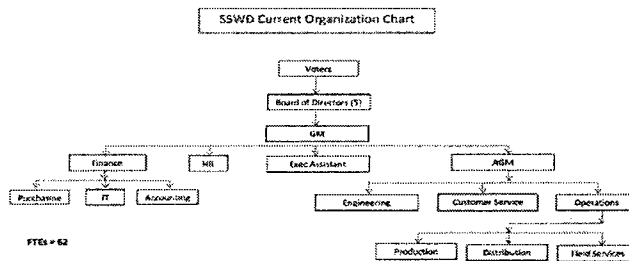 SSWD Current Organization Chart
Voters
Board of Directors (5)
GM
Finance HR Exec Assistant AGM
Purchasing IT Accounting Engineering Customer Service Operations
FTEs = 62
Production Distribution Field Services